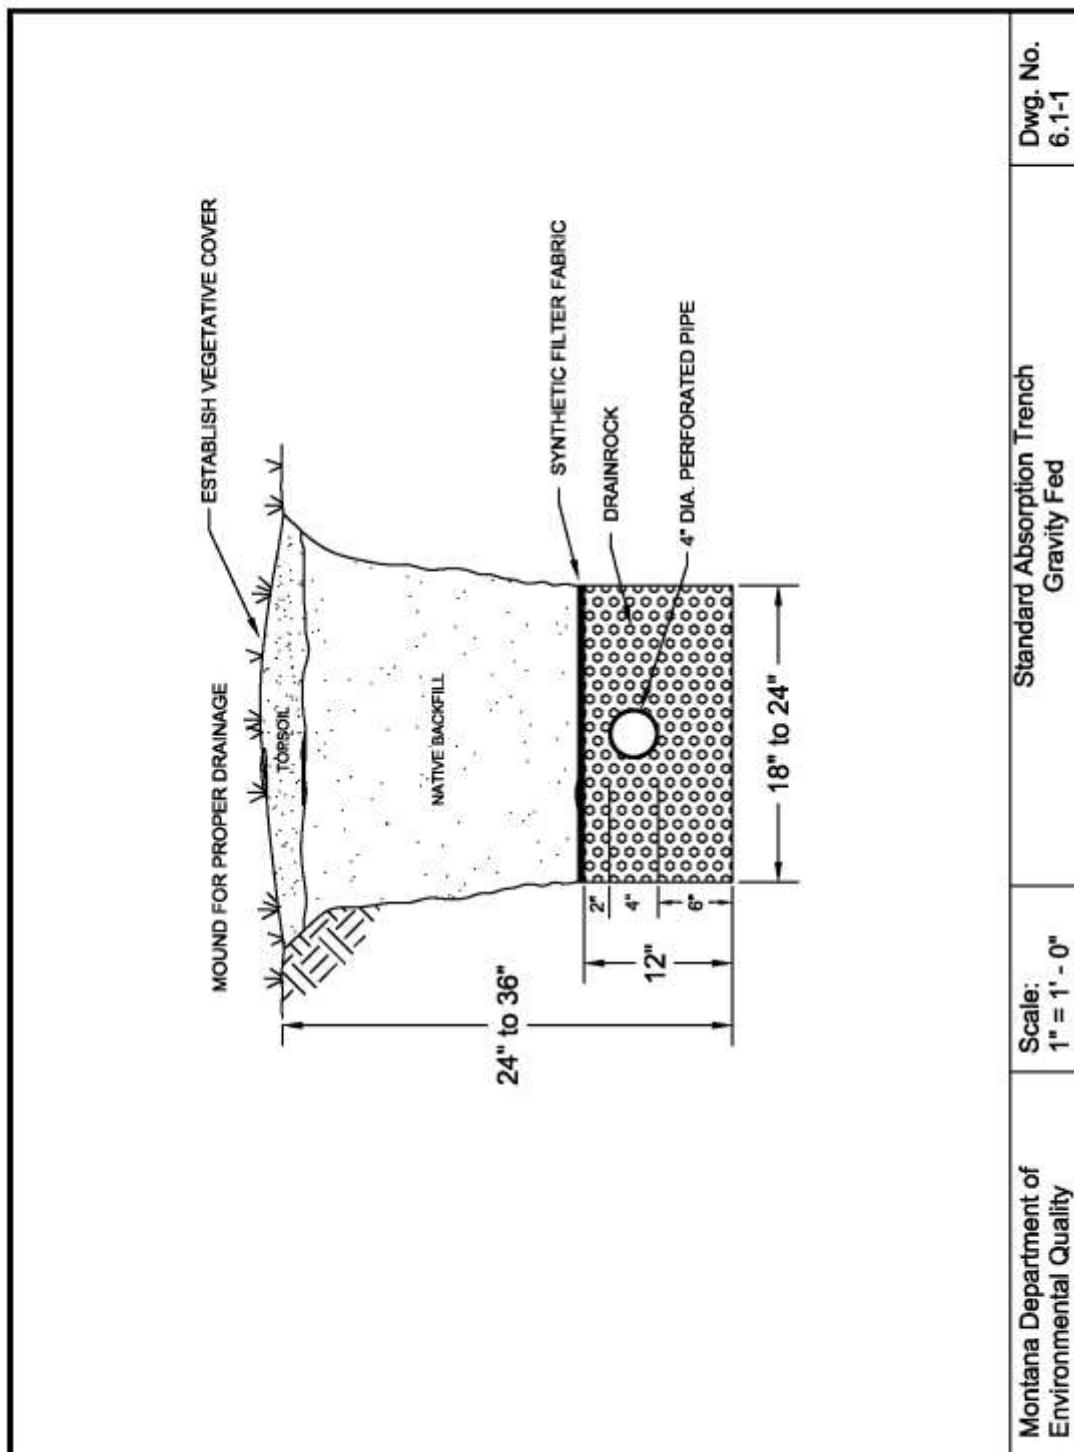 MOUND FOR PROPER DRAINAGE
ESTABLISH VEGETATIVE COVER
TOPSOIL
NATIVE BACKFILL
24" to 36"
SYNTHETIC FILTER FABRIC
DRAINROCK
4" DIA. PERFORATED PIPE
2"
4"
6"
12"
18" to 24"
Montana Department of
Environmental Quality
Scale:
1" = 1' - 0"
Standard Absorption Trench
Gravity Fed
Dwg. No.
6.1-1